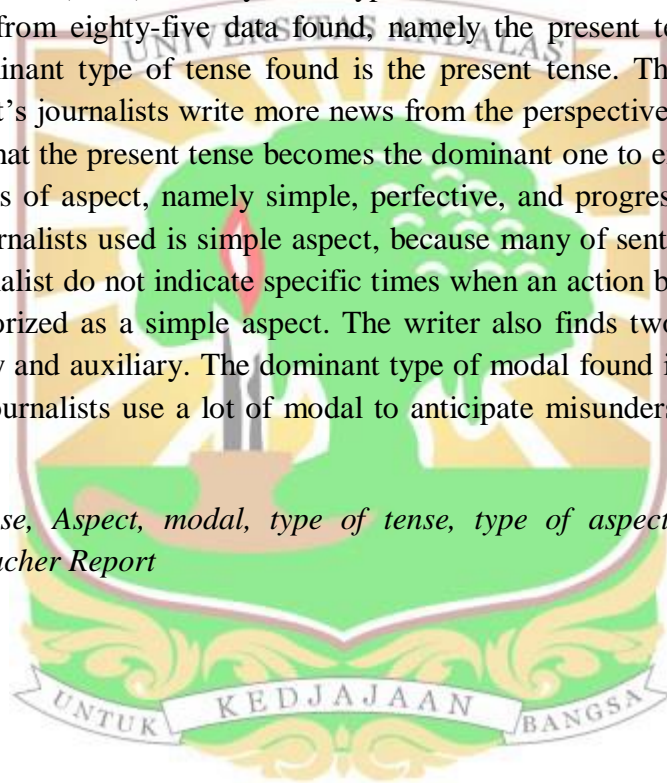 from eighty-five data found, namely the present te
UNIVERSITAS ANDALAS
minant type of tense found is the present tense. Th
t's journalists write more news from the perspective
hat the present tense becomes the dominant one to e
s of aspect, namely simple, perfective, and progres
rnalists used is simple aspect, because many of sent
nalist do not indicate specific times when an action b
orized as a simple aspect. The writer also finds two
y and auxiliary. The dominant type of modal found i
ournalists use a lot of modal to anticipate misunders
se, Aspect, modal, type of tense, type of aspect
acher Report
UNTUK KEDJAJAAN BANGSA